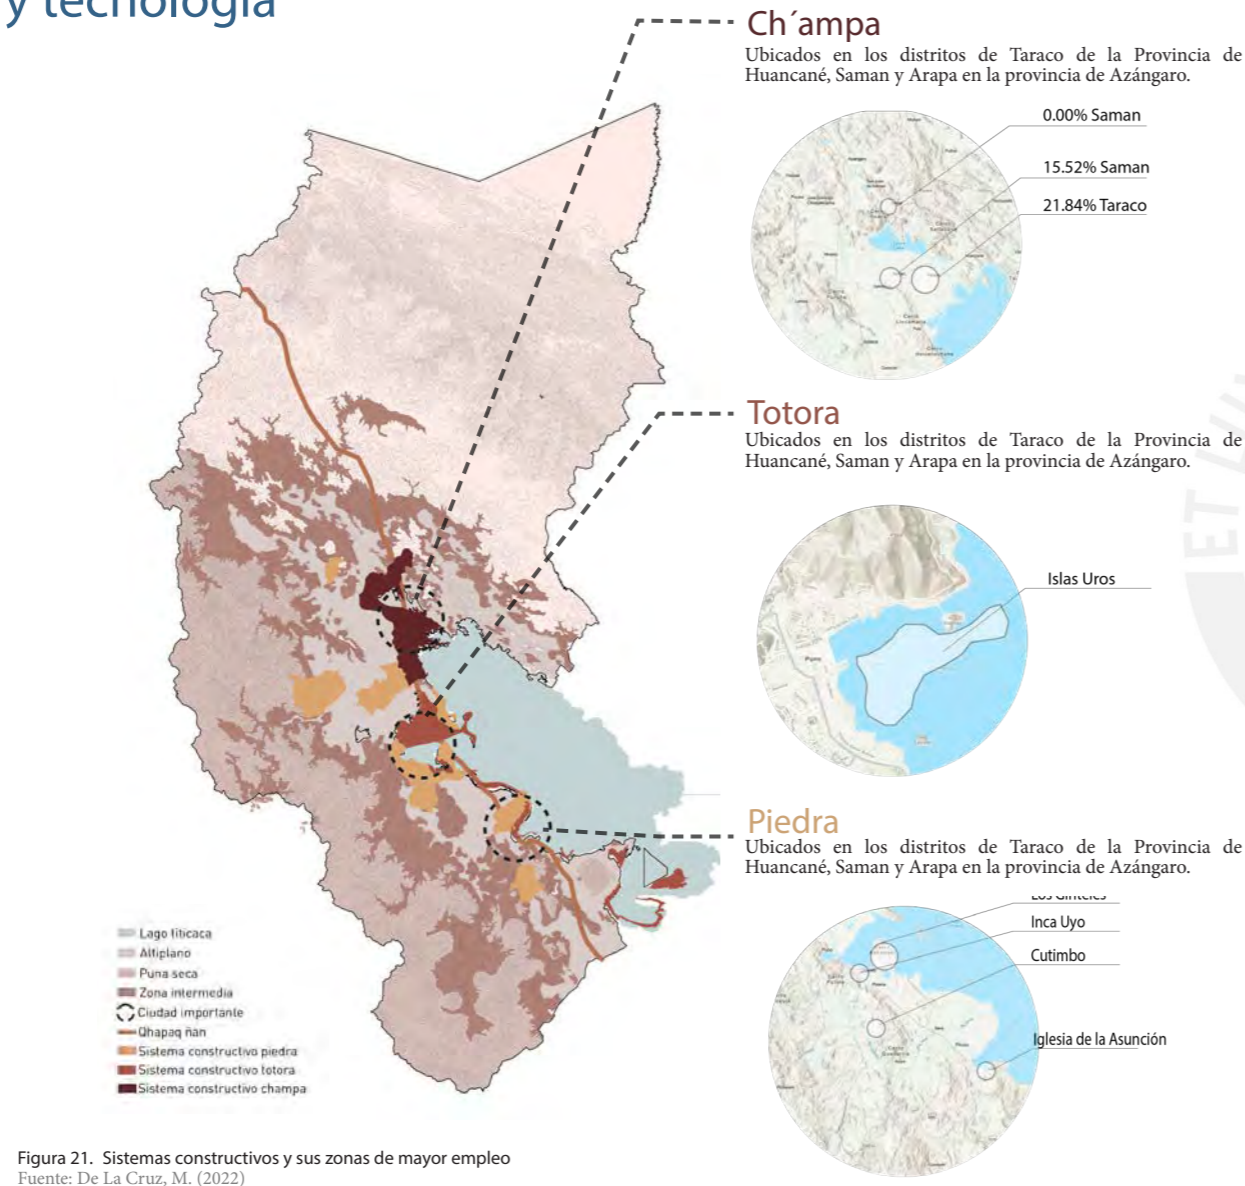 y tecnología
Ch´ampa
Ubicados en los distritos de Taraco de la Provincia de
Huancané, Saman y Arapa en la provincia de Azángaro.
0.00% Saman
15.52% Saman
21.84% Taraco
Totora
Ubicados en los distritos de Taraco de la Provincia de
Huancané, Saman y Arapa en la provincia de Azángaro.
Islas Uros
Puno
Piedra
Ubicados en los distritos de Taraco de la Provincia de
Huancané, Saman y Arapa en la provincia de Azángaro.
Inca Uyo
Cutimbo
Iglesia de la Asunción
Lago titicaca
Altiplano
Puna seca
Zona intermedia
Ciudad importante
Qhapaq ñan
Sistema constructivo piedra
Sistema constructivo totora
Sistema constructivo champa
ET LU
Figura 21. Sistemas constructivos y sus zonas de mayor empleo
Fuente: De La Cruz, M. (2022)